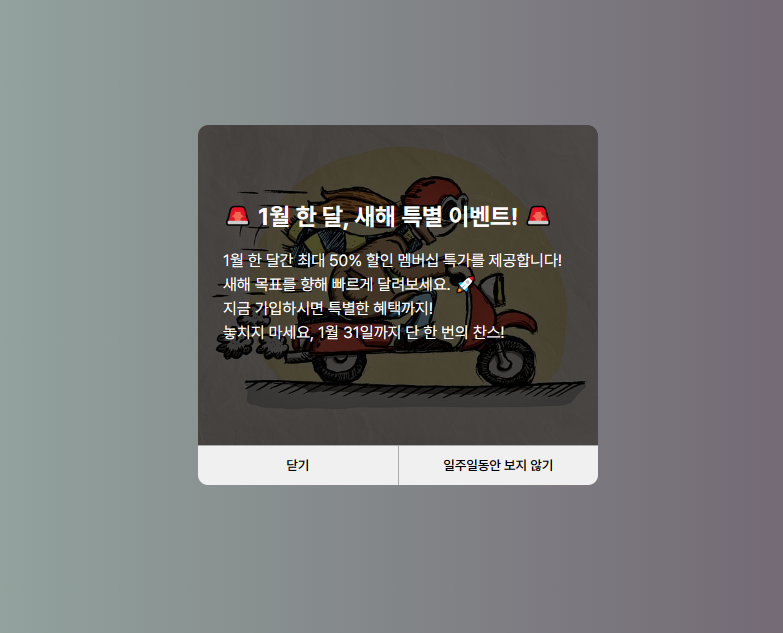 🚨 1월 한 달, 새해 특별 이벤트! 🚨
1월 한 달간 최대 50% 할인 멤버십 특가를 제공합니다!
새해 목표를 향해 빠르게 달려보세요. 🚀
지금 가입하시면 특별한 혜택까지!
놓치지 마세요, 1월 31일까지 단 한 번의 찬스!
닫기
일주일동안 보지 않기